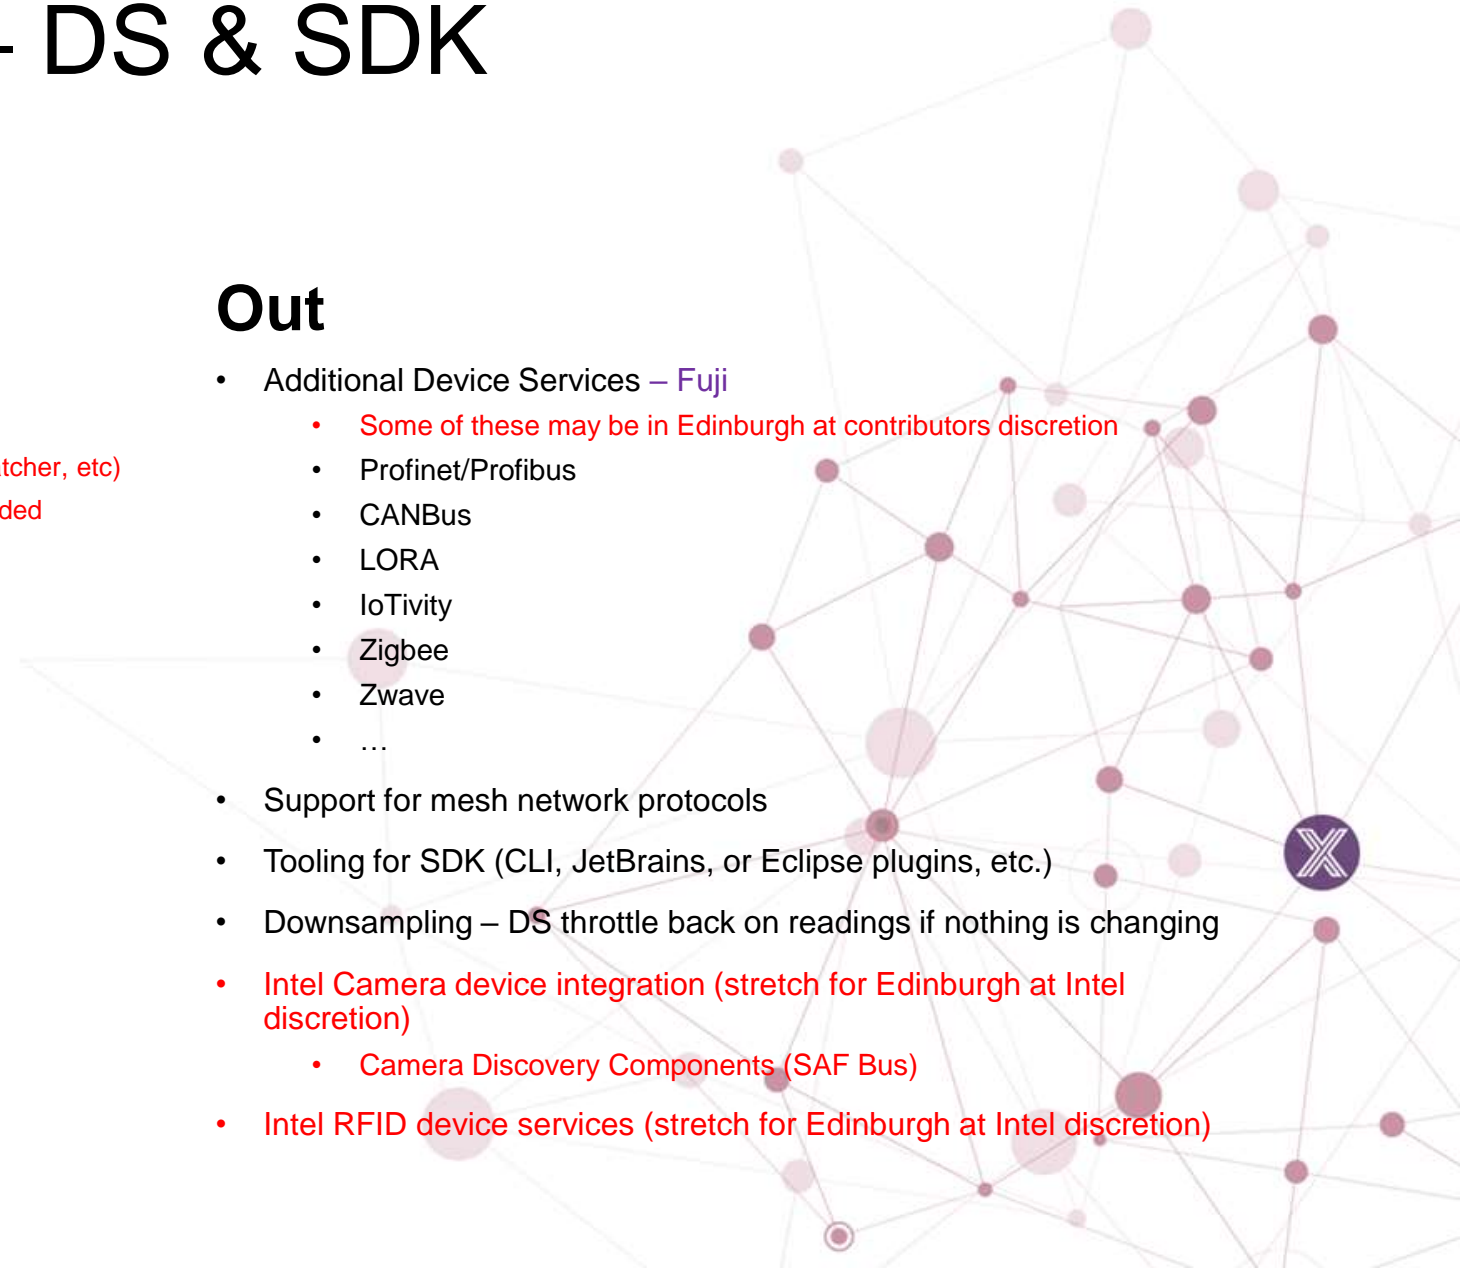 – DS & SDK
Out
• Additional Device Services – Fuji
• Some of these may be in Edinburgh at contributors discretion
etc)
• Profinet/Profibus
• CANBus
• LORA
• IoTivity
• Zigbee
• Zwave
• …
• Support for mesh network protocols
• Tooling for SDK (CLI, JetBrains, or Eclipse plugins, etc.)
• Downsampling – DS throttle back on readings if nothing is changing
• Intel Camera device integration (stretch for Edinburgh at Intel
discretion)
• Camera Discovery Components (SAF Bus)
• Intel RFID device services (stretch for Edinburgh at Intel discretion)